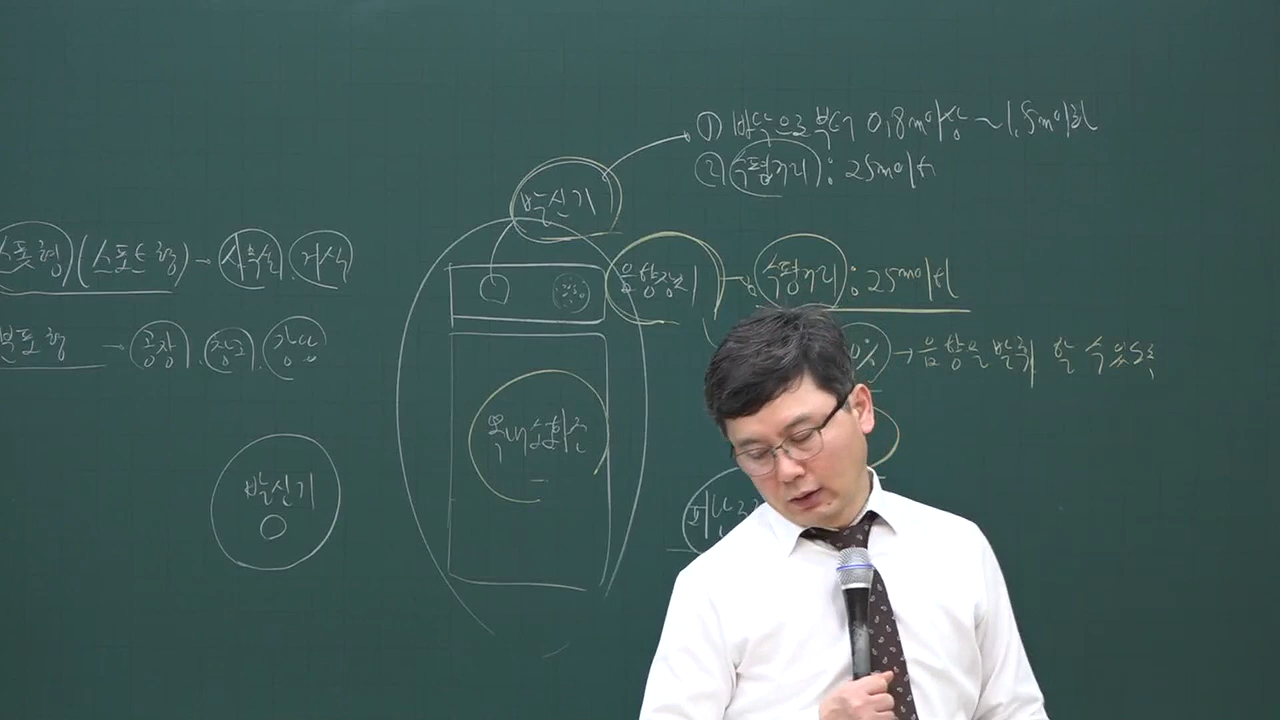 ① 바닥으로부터 0.8m이상 ~1.5m이하
② 수평거리 : 25m이하
발신기
스폿형 (스포트형) → 사무실, 거실
음향장치 → 수평거리 : 25m이하
분포형 → 공장, 창고, 강당
0% → 음향을 발휘 할 수 있도록
옥내소화전
발신기